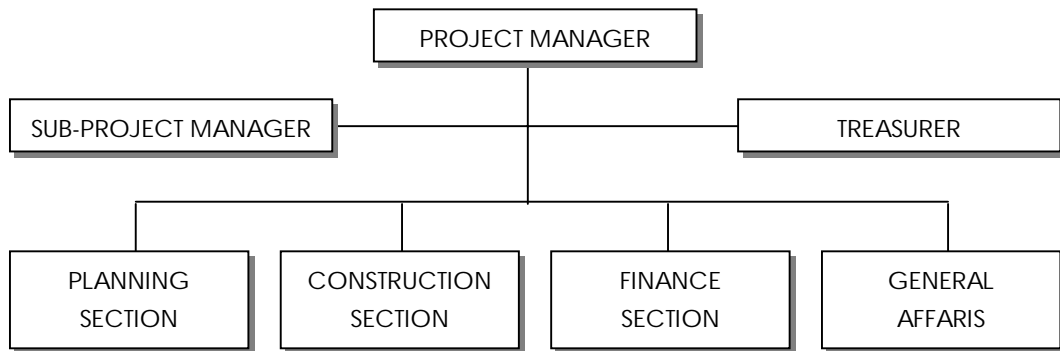 PROJECT MANAGER
SUB-PROJECT MANAGER
TREASURER
PLANNING
SECTION
CONSTRUCTION
SECTION
FINANCE
SECTION
GENERAL
AFFARIS